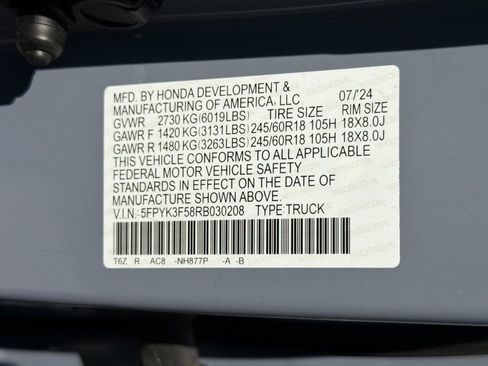 MFD. BY HONDA DEVELOPMENT &
MANUFACTURING OF AMERICA, LLC 07/'24
GVWR 2730 KG(6019LBS) TIRE SIZE RIM SIZE
GAWR F 1420 KG(3131LBS) 245/60R18 105H 18X8.0J
GAWR R 1480 KG(3263LBS) 245/60R18 105H 18X8.0J
THIS VEHICLE CONFORMS TO ALL APPLICABLE
FEDERAL MOTOR VEHICLE SAFETY
STANDARDS IN EFFECT ON THE DATE OF
MANUFACTURE SHOWN ABOVE.
V.I.N. 5FPYK3F58RB030208 TYPE:TRUCK
T6Z R AC8 -NH877P -A -B